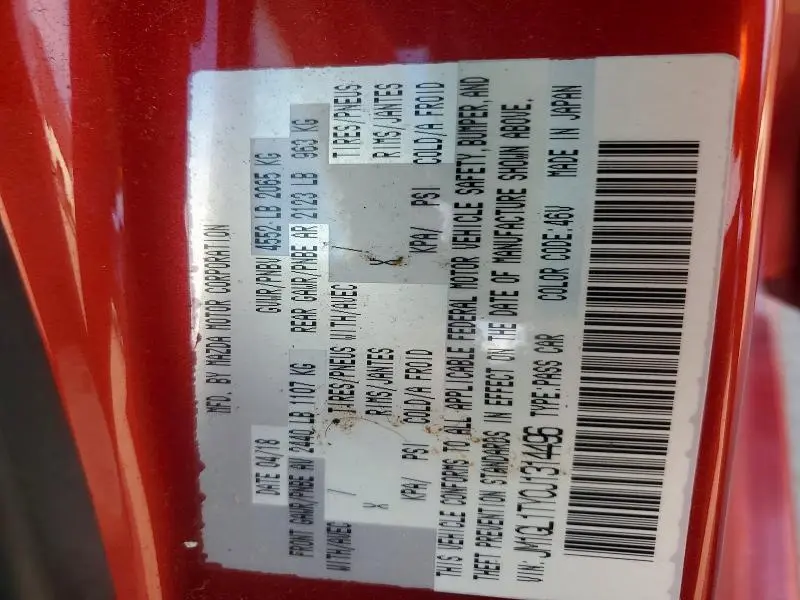 MFD. BY MAZDA MOTOR CORPORATION
DATE 04/18 GVWR/PNBV 4552 LB 2065 KG
FRONT GAWR/PNBE AV 2440 LB 1107 KG REAR GAWR/PNBE AR 2123 LB 963 KG
WITH/AVEC / TIRES/PNEUS WITH/AVEC / TIRES/PNEUS
X RIMS/JANTES X RIMS/JANTES
KPA/ PSI COLD/A FROID KPA/ PSI COLD/A FROID
THIS VEHICLE CONFORMS TO ALL APPLICABLE FEDERAL MOTOR VEHICLE SAFETY,BUMPER,AND
THEFT PREVENTION STANDARDS IN EFFECT ON THE DATE OF MANUFACTURE SHOWN ABOVE.
VIN: JM1GL1TYOJ1314496 TYPE:PASS CAR COLOR CODE:46V MADE IN JAPAN